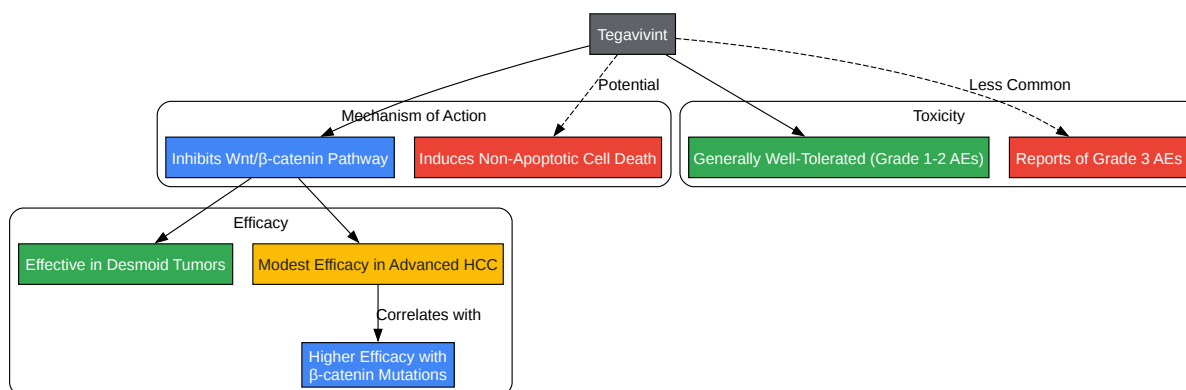 Tegavivint
Potential
Less Common
Mechanism of Action
Toxicity
Inhibits Wnt/β-catenin Pathway
Induces Non-Apoptotic Cell Death
Generally Well-Tolerated (Grade 1-2 AEs)
Reports of Grade 3 AEs
Efficacy
Effective in Desmoid Tumors
Modest Efficacy in Advanced HCC
Correlates with
Higher Efficacy with
β-catenin Mutations